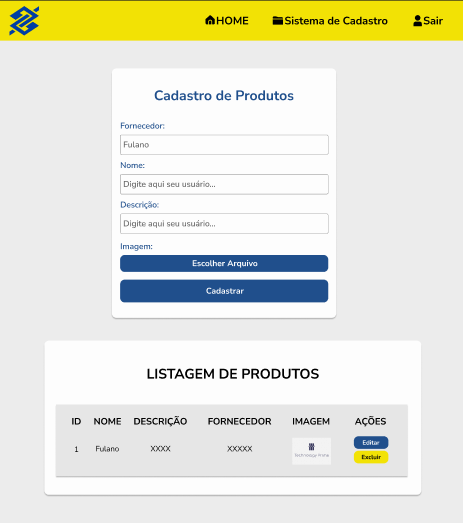 HOME Sistema de Cadastro Sair
Cadastro de Produtos
Fornecedor:
Fulano
Nome:
Digite aqui seu usuário...
Descrição:
Digite aqui seu usuário...
Imagem:
Escolher Arquivo
Cadastrar
LISTAGEM DE PRODUTOS
ID NOME DESCRIÇÃO FORNECEDOR IMAGEM AÇÕES
1 Fulano XXXX XXXXX Editar
Excluir